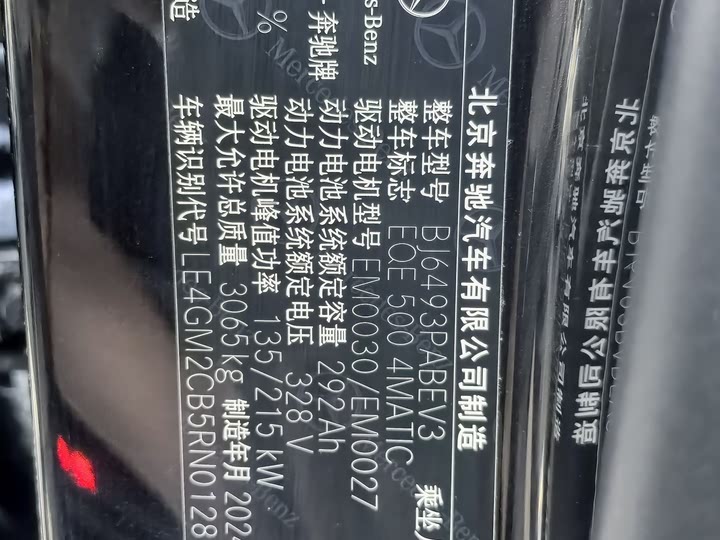 北京奔驰汽车有限公司制造
整车型号 BJ6493PABEV3 乘坐
整车标志 EQE 500 4MATIC
驱动电机型号 EM0030/EM0027
动力电池系统额定容量 292Ah
动力电池系统额定电压 328V
驱动电机峰值功率 135/215 kW
最大允许总质量 3065kg 制造年月 202
车辆识别代号 LE4GM2CB5RN0128
s-Benz
奔驰牌
%
造